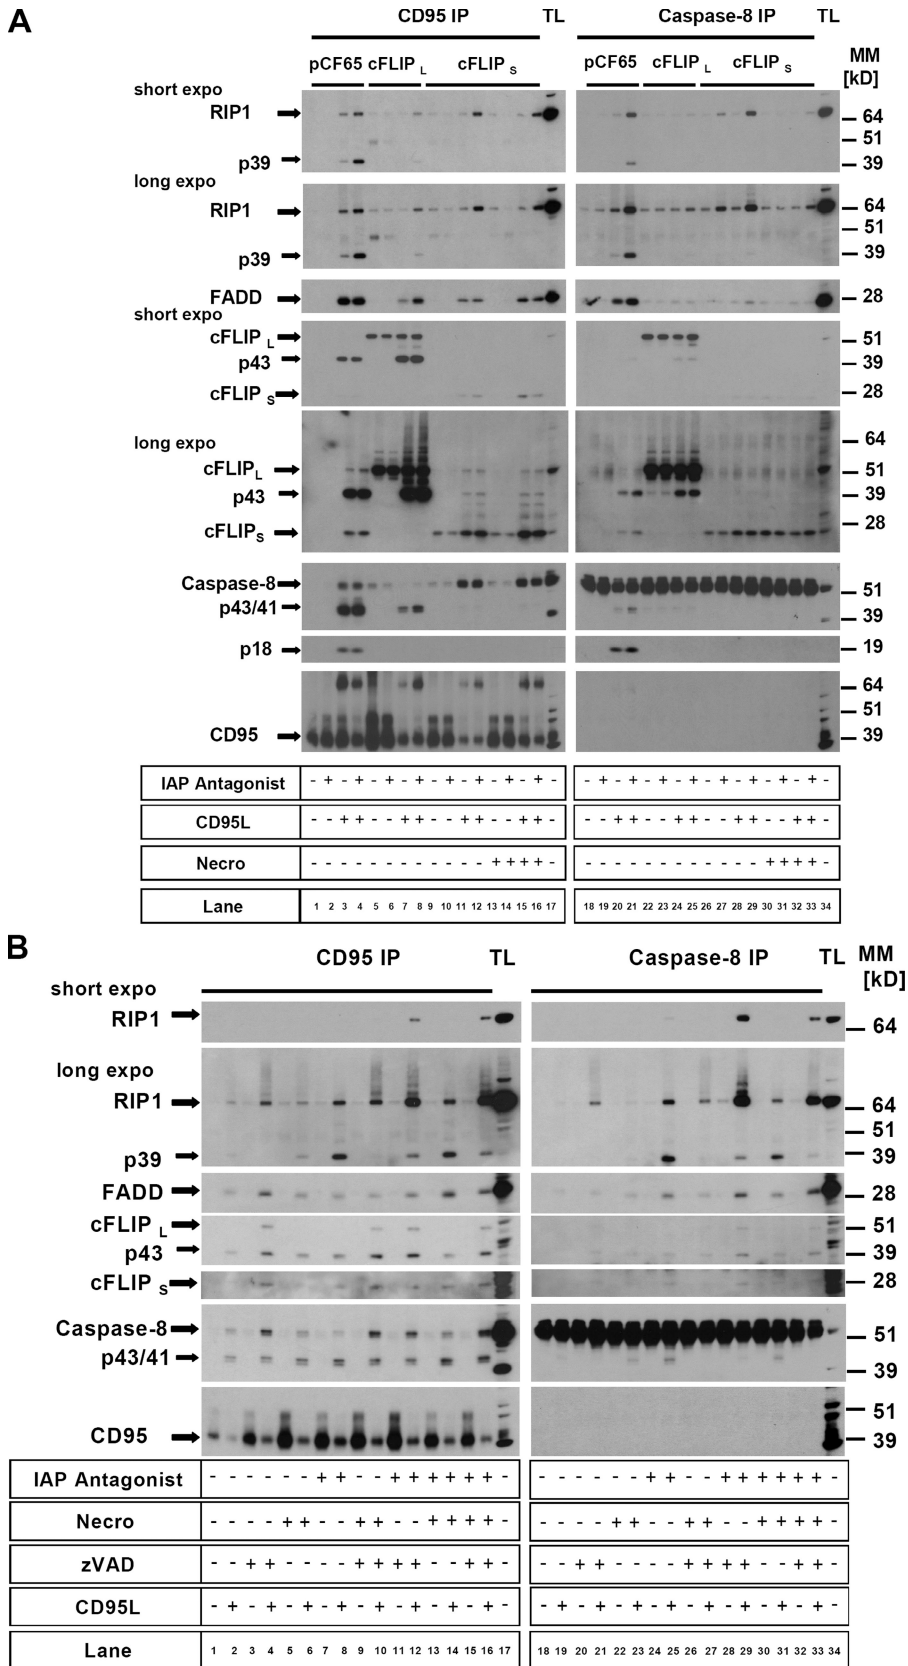 A
CD95 IP TL Caspase-8 IP TL
pCF65 cFLIP L cFLIP S pCF65 cFLIP L cFLIP S MM [kD]
short expo
RIP1 64
51
p39 39
long expo
RIP1 64
51
p39 39
FADD 28
short expo
cFLIP L 51
p43 39
cFLIP S 28
64
long expo
cFLIP L 51
p43 39
28
cFLIP S
Caspase-8 51
p43/41 39
p18 19
64
51
CD95 39
IAP Antagonist - + - + - + - + - + - + - + - + - - + - + - + - + - + - + - + - + -
CD95L - - + + - - + + - - + + - - + + - - - + + - - + + - - + + - - + + -
Necro - - - - - - - - - - - - + + + + - - - - - - - - - - - - - + + + + -
Lane 1 2 3 4 5 6 7 8 9 10 11 12 13 14 15 16 17 18 19 20 21 22 23 24 25 26 27 28 29 30 31 32 33 34
B
CD95 IP TL Caspase-8 IP TL MM
[kD]
short expo
RIP1 64
long expo
RIP1 64
51
p39 39
FADD 28
cFLIP L 51
p43 39
cFLIP S 28
Caspase-8 51
p43/41 39
51
CD95 39
IAP Antagonist - - - - - - + + - - + + + + + + - - - - - - - + + - - + + + + + + -
Necro - - - - + + - - + + - - + + + + - - - - - + + - - + + - - + + + + -
zVAD - - + + - - - - + + + + - - + + - - - + + - - - - + + + + - - + + -
CD95L - + - + - + - + - + - + - + - + - - + - + - + - + - + - + - + - + -
Lane 1 2 3 4 5 6 7 8 9 10 11 12 13 14 15 16 17 18 19 20 21 22 23 24 25 26 27 28 29 30 31 32 33 34